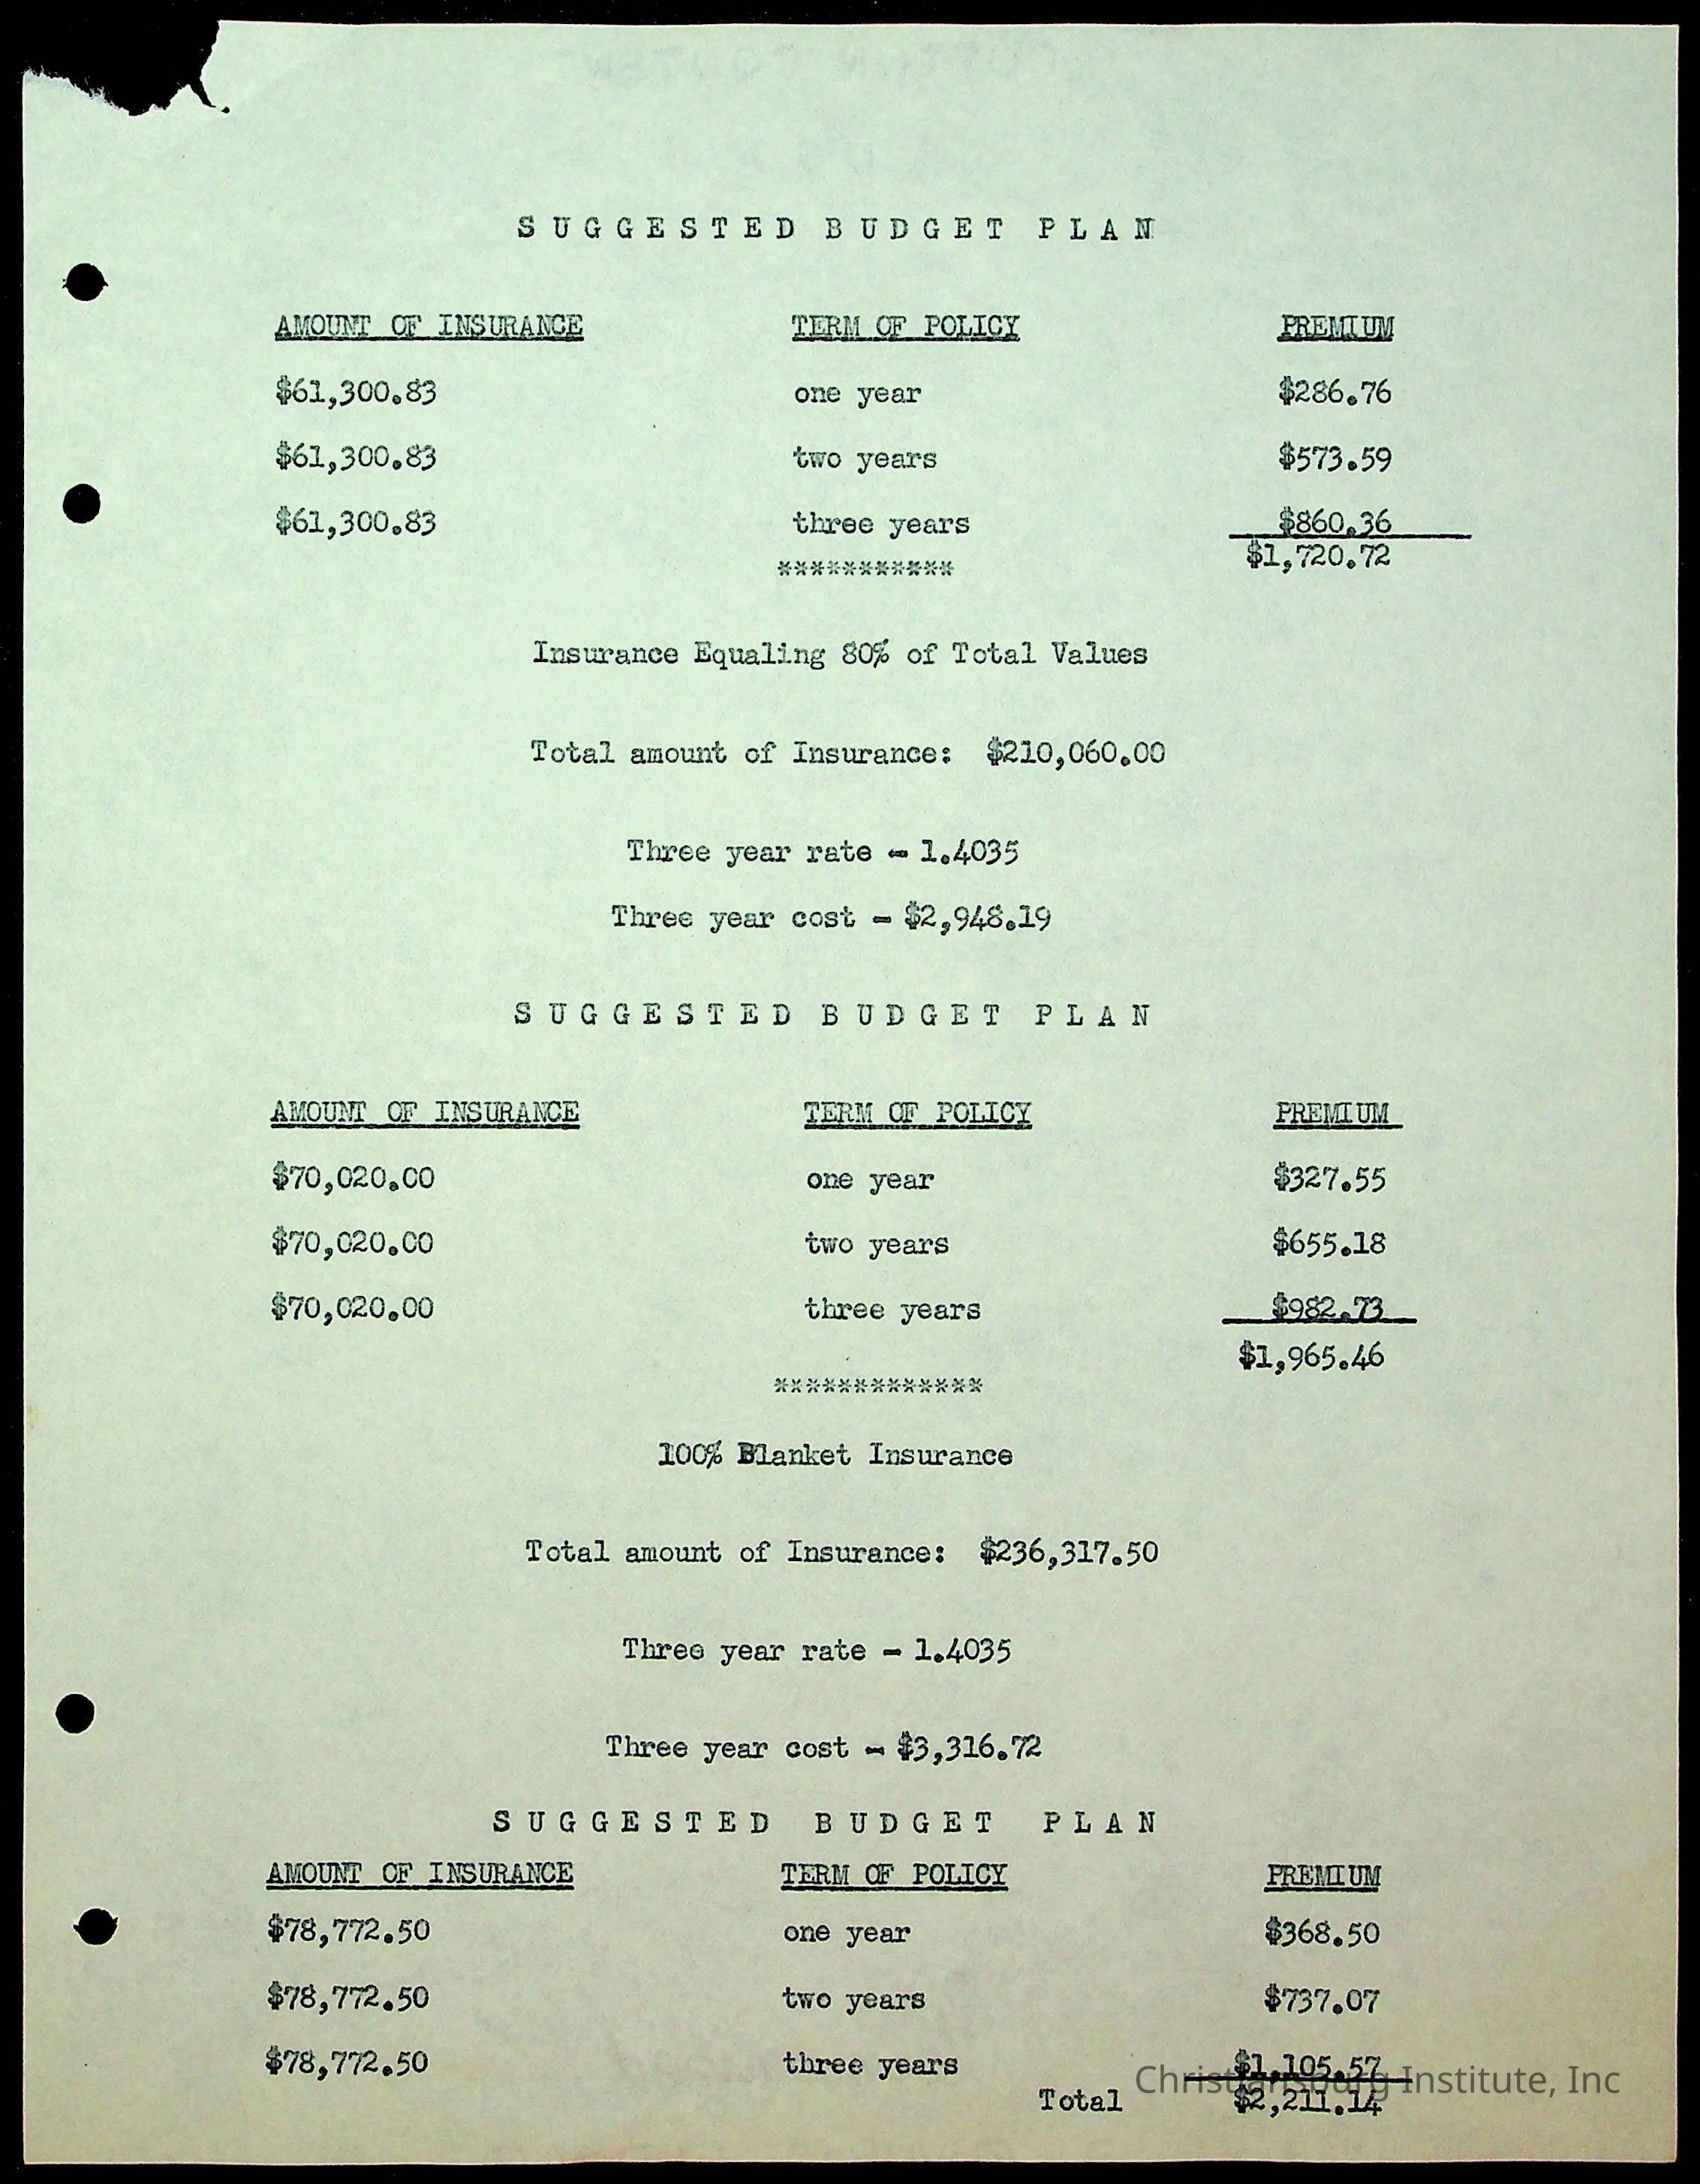 SUGGESTED BUDGET PLAN
AMOUNT OF INSURANCE TERM OF POLICY PREMIUM
$61,300.83 one year $286.76
$61,300.83 two years $573.59
$61,300.83 three years $860.36
$1,720.72
***********
Insurance Equaling 80% of Total Values
Total amount of Insurance: $210,060.00
Three year rate - 1.4035
Three year cost - $2,948.19
SUGGESTED BUDGET PLAN
AMOUNT OF INSURANCE TERM OF POLICY PREMIUM
$70,020.00 one year $327.55
$70,020.00 two years $655.18
$70,020.00 three years $982.73
$1,965.46
*************
100% Blanket Insurance
Total amount of Insurance: $236,317.50
Three year rate - 1.4035
Three year cost - $3,316.72
SUGGESTED BUDGET PLAN
AMOUNT OF INSURANCE TERM OF POLICY PREMIUM
$78,772.50 one year $368.50
$78,772.50 two years $737.07
$78,772.50 three years $1,105.57
Christiansburg Institute, Inc
Total $2,211.14